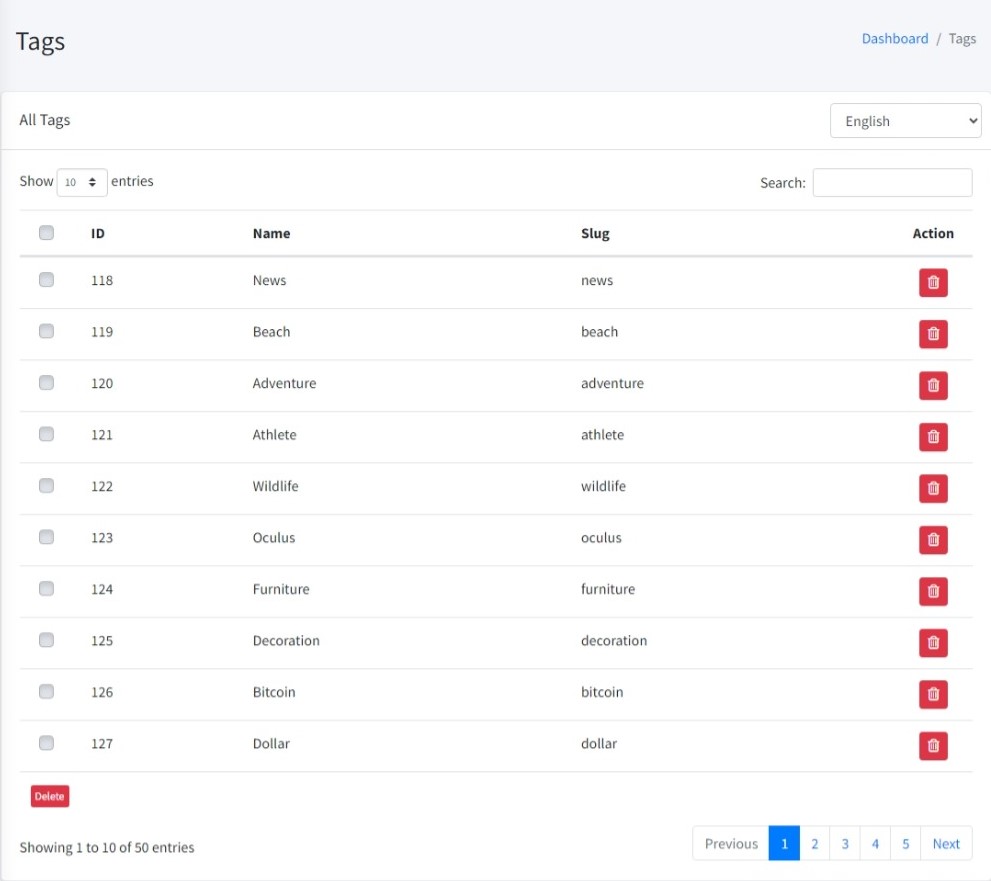 Tags
Dashboard / Tags
All Tags
English
Show 10 entries
Search:
ID Name Slug Action
118 News news
119 Beach beach
120 Adventure adventure
121 Athlete athlete
122 Wildlife wildlife
123 Oculus oculus
124 Furniture furniture
125 Decoration decoration
126 Bitcoin bitcoin
127 Dollar dollar
Delete
Showing 1 to 10 of 50 entries
Previous 1 2 3 4 5 Next